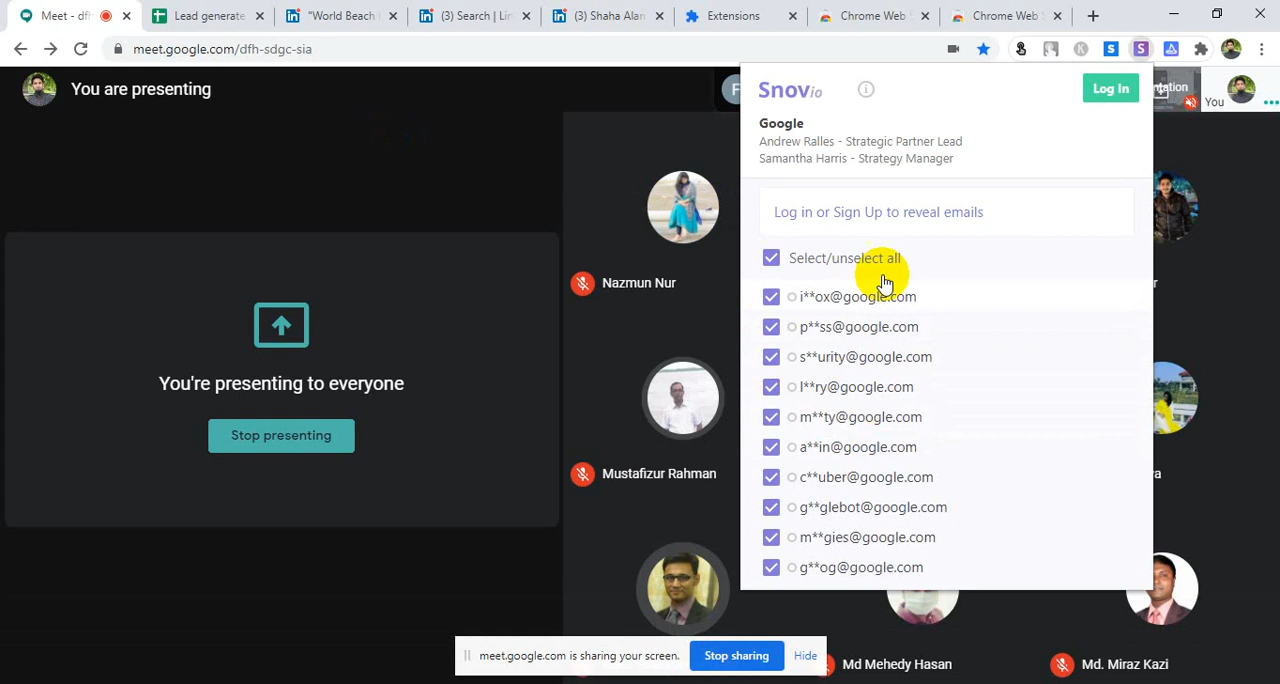 Meet - dfh
Lead generate
"World Beach
(3) Search | Lin
(3) Shaha Alar
Extensions
Chrome Web S
Chrome Web S
meet.google.com/dfh-sdgc-sia
You are presenting
F
Snovio
Log In
ntation
You
Google
Andrew Ralles - Strategic Partner Lead
Samantha Harris - Strategy Manager
Log in or Sign Up to reveal emails
Select/unselect all
i**ox@google.com
p**ss@google.com
s**urity@google.com
l**ry@google.com
m**ty@google.com
a**in@google.com
c**uber@google.com
g**glebot@google.com
m**gies@google.com
g**og@google.com
You're presenting to everyone
Stop presenting
Nazmun Nur
r
Mustafizur Rahman
a
Md Mehedy Hasan
Md. Miraz Kazi
meet.google.com is sharing your screen.
Stop sharing
Hide